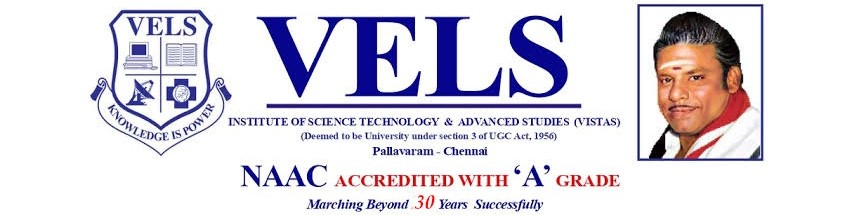 VELS
KNOWLEDGE IS POWER
VELS
INSTITUTE OF SCIENCE TECHNOLOGY & ADVANCED STUDIES (VISTAS)
(Deemed to be University under section 3 of UGC Act, 1956)
Pallavaram - Chennai
NAAC ACCREDITED WITH ‘A’ GRADE
Marching Beyond 30 Years Successfully